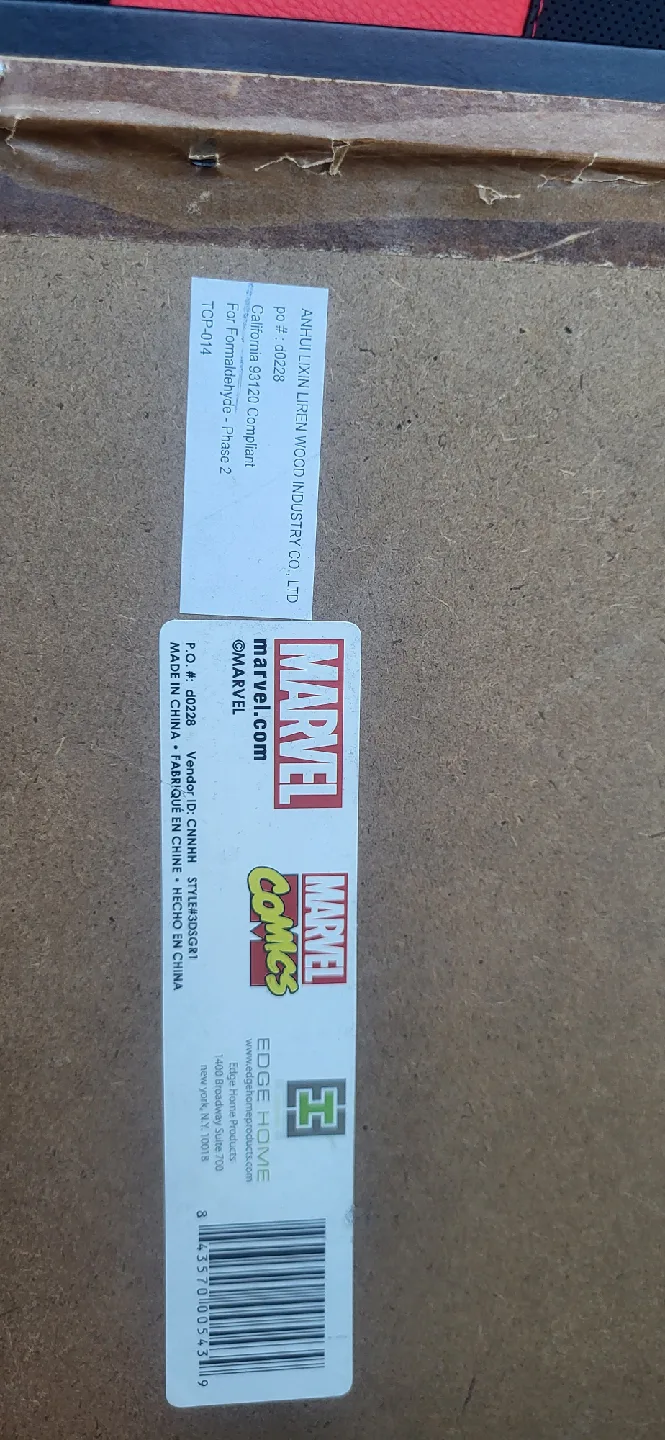 ANHUI LIXIN LIREN WOOD INDUSTRY CO., LTD
po # : d0228
California 93120 Compliant
For Formaldehyde - Phase 2
TCP-014
MARVEL
marvel.com
©MARVEL
MARVEL
COMICS
EDGE HOME
www.edgehomeproducts.com
Edge Home Products
1400 Broadway Suite 700
new york, N.Y. 10018
P.O. #: d0228 Vendor ID: CNNHH STYLE#3DSGR1
MADE IN CHINA • FABRIQUÉ EN CHINE • HECHO EN CHINA
8 43570 00543 9